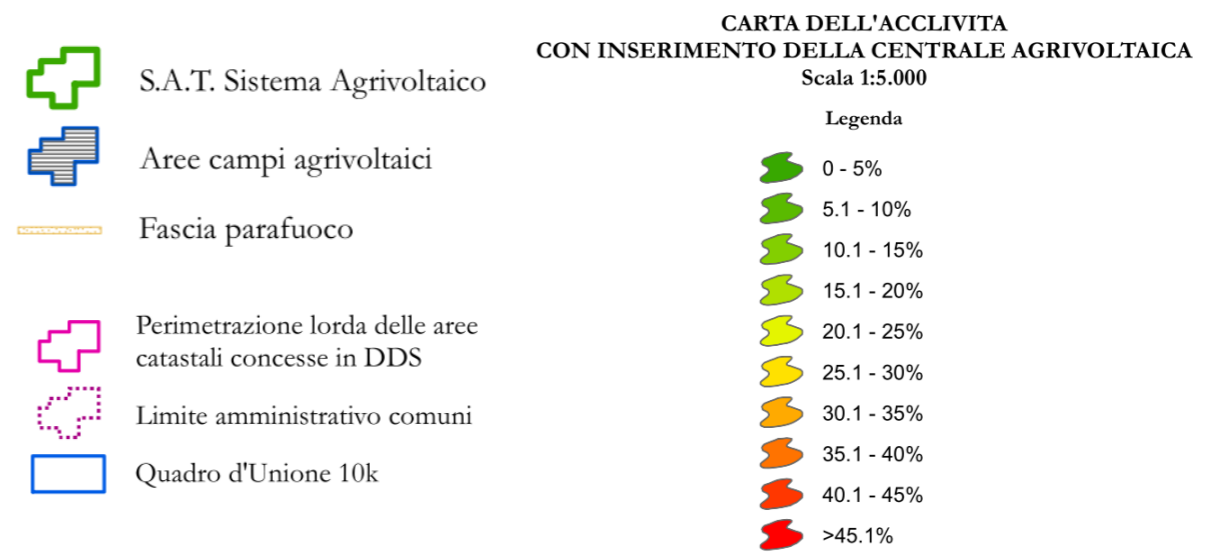 S.A.T. Sistema Agrivoltaico
Aree campi agrivoltaici
Fascia parafuoco
Perimetrazione lorda delle aree
catastali concesse in DDS
Limite amministrativo comuni
Quadro d'Unione 10k
CARTA DELL'ACCLIVITA
CON INSERIMENTO DELLA CENTRALE AGRIVOLTAICA
Scala 1:5.000
Legenda
0 - 5%
5.1 - 10%
10.1 - 15%
15.1 - 20%
20.1 - 25%
25.1 - 30%
30.1 - 35%
35.1 - 40%
40.1 - 45%
>45.1%